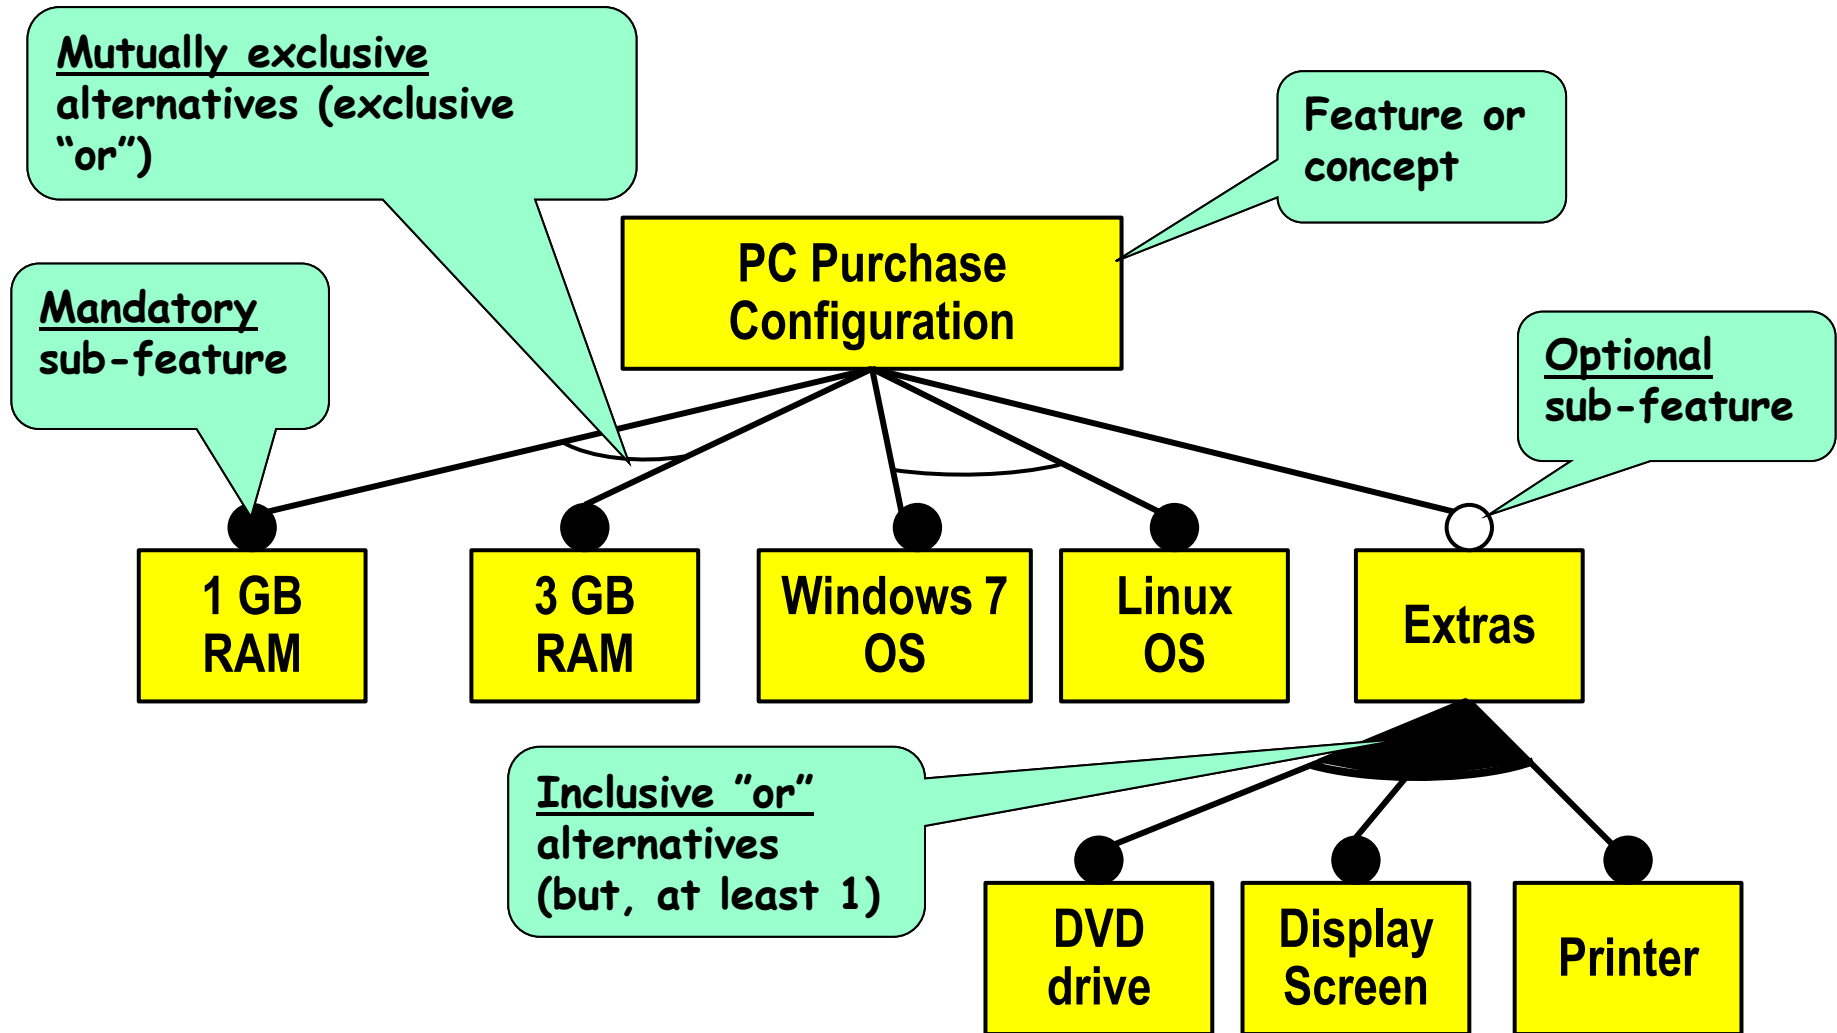 Mutually exclusive
alternatives (exclusive
“or”)
Feature or
concept
PC Purchase
Configuration
Mandatory
sub-feature
Optional
sub-feature
1 GB
RAM
3 GB
RAM
Windows 7
OS
Linux
OS
Extras
Inclusive ”or”
alternatives
(but, at least 1)
DVD
drive
Display
Screen
Printer